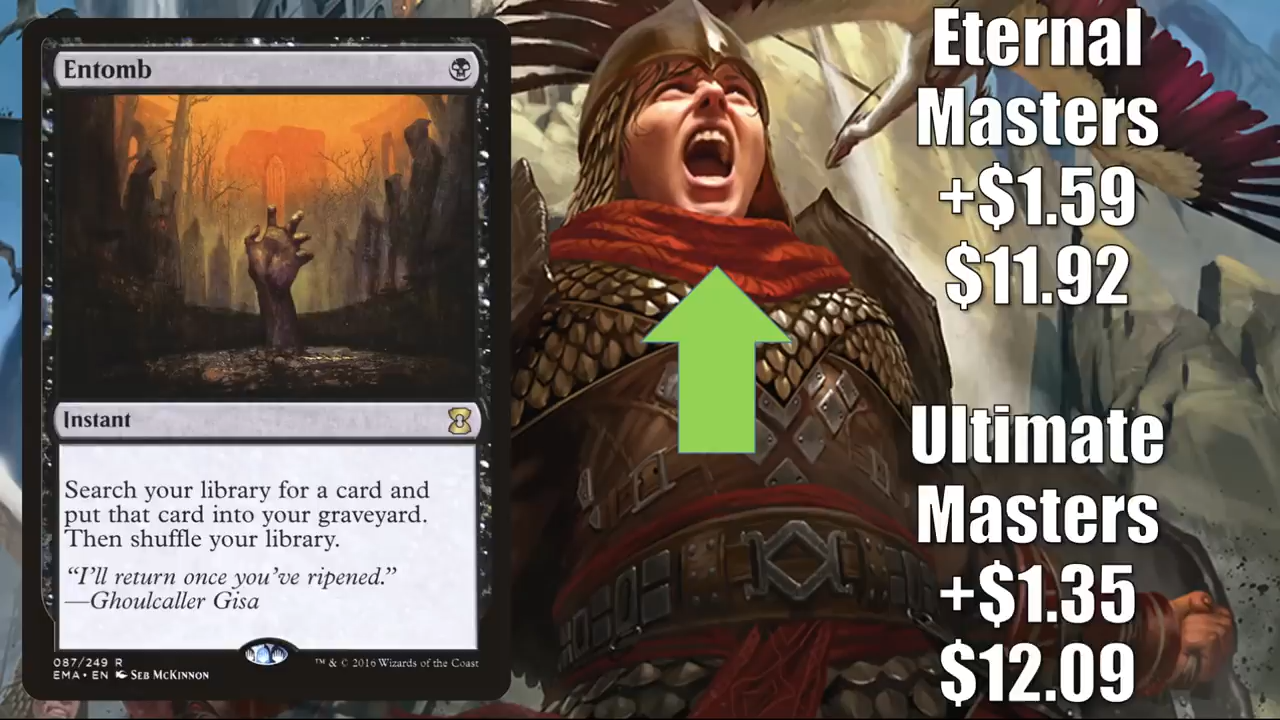 Entomb
Instant
Search your library for a card and
put that card into your graveyard.
Then shuffle your library.
“I’ll return once you’ve ripened.”
—Ghoulcaller Gisa
087/249 R
EMA • EN Seb McKinnon
™ & © 2016 Wizards of the Coast
Eternal
Masters
+$1.59
$11.92
Ultimate
Masters
+$1.35
$12.09